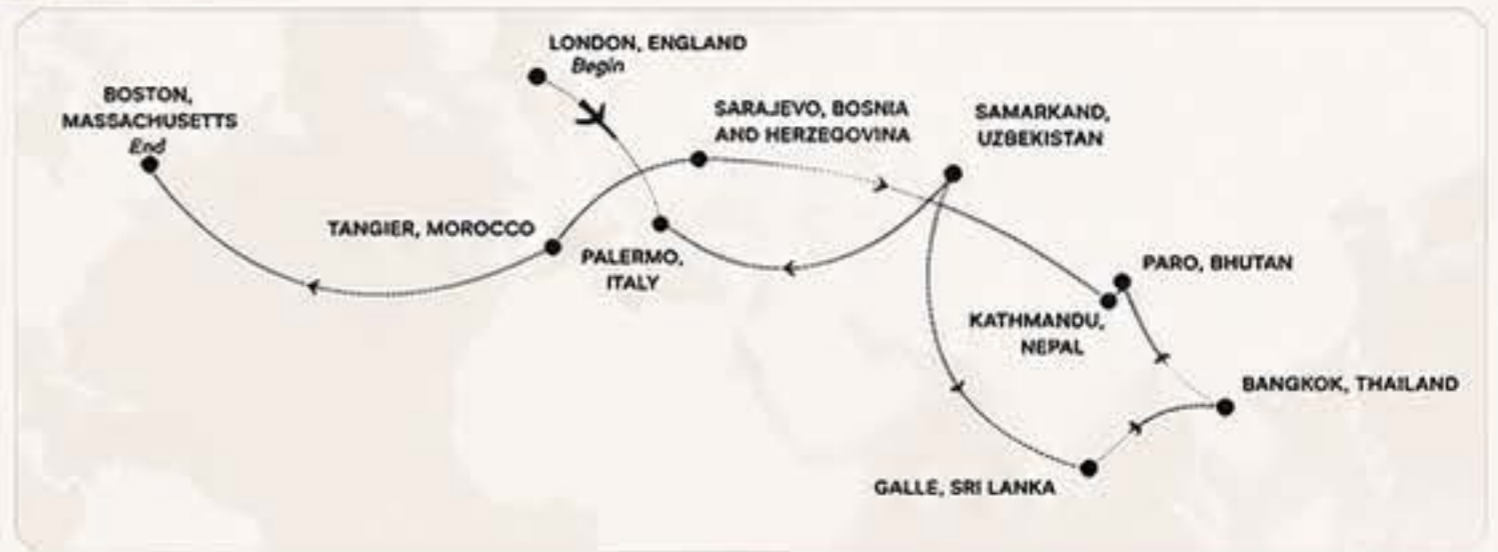 LONDON, ENGLAND
Begin
BOSTON,
MASSACHUSETTS
End
SARAJEVO, BOSNIA
AND HERZEGOVINA
SAMARKAND,
UZBEKISTAN
TANGIER, MOROCCO
PALERMO,
ITALY
PARO, BHUTAN
KATHMANDU,
NEPAL
BANGKOK, THAILAND
GALLE, SRI LANKA